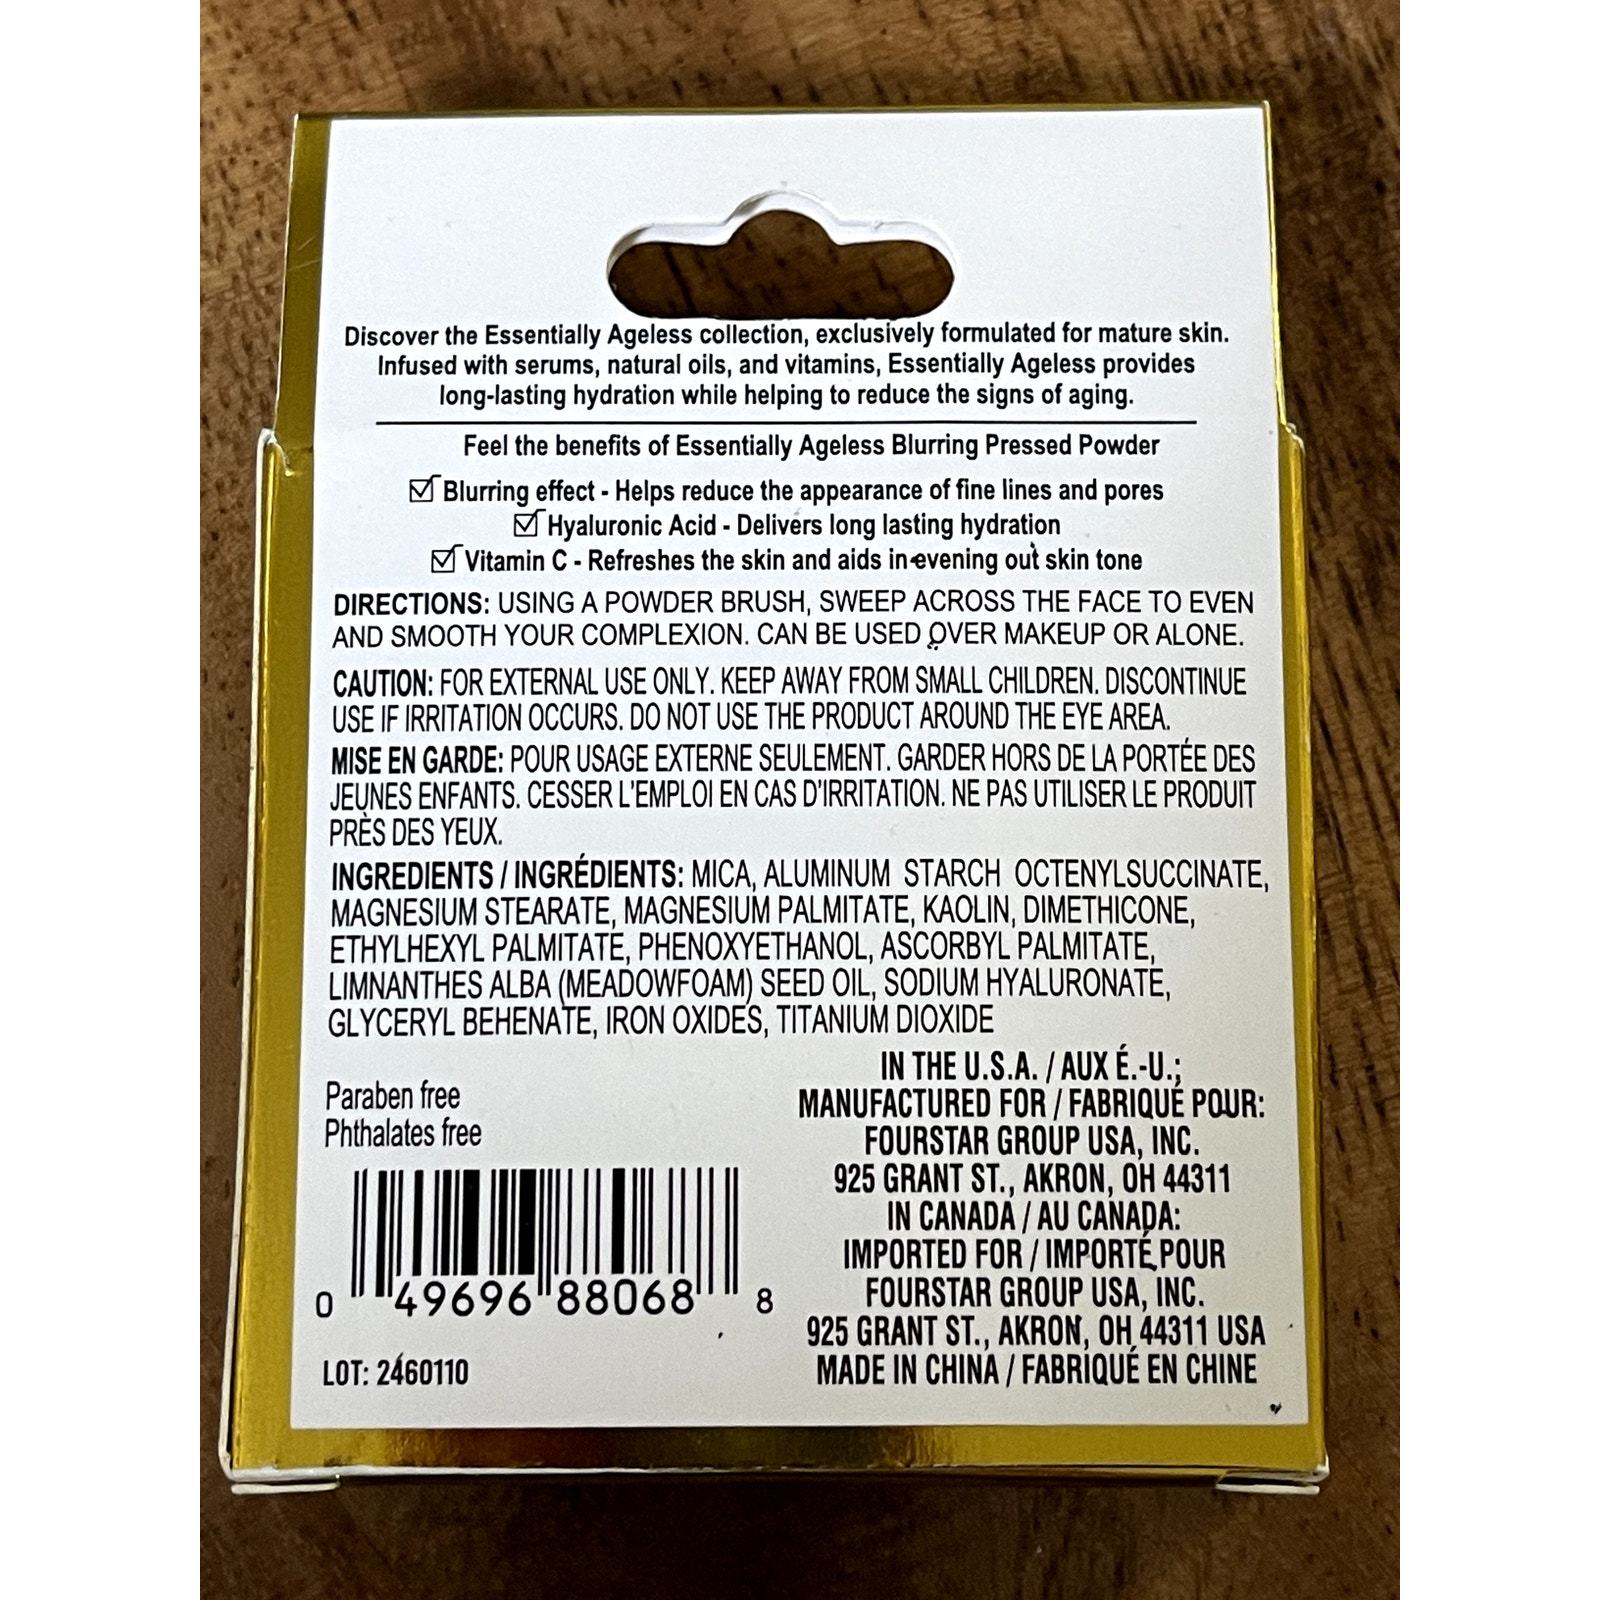 Discover the Essentially Ageless collection, exclusively formulated for mature skin.
Infused with serums, natural oils, and vitamins, Essentially Ageless provides
long-lasting hydration while helping to reduce the signs of aging.
Feel the benefits of Essentially Ageless Blurring Pressed Powder
☑ Blurring effect - Helps reduce the appearance of fine lines and pores
☑ Hyaluronic Acid - Delivers long lasting hydration
☑ Vitamin C - Refreshes the skin and aids in evening out skin tone
DIRECTIONS: USING A POWDER BRUSH, SWEEP ACROSS THE FACE TO EVEN
AND SMOOTH YOUR COMPLEXION. CAN BE USED OVER MAKEUP OR ALONE.
CAUTION: FOR EXTERNAL USE ONLY. KEEP AWAY FROM SMALL CHILDREN. DISCONTINUE
USE IF IRRITATION OCCURS. DO NOT USE THE PRODUCT AROUND THE EYE AREA.
MISE EN GARDE: POUR USAGE EXTERNE SEULEMENT. GARDER HORS DE LA PORTÉE DES
JEUNES ENFANTS. CESSER L'EMPLOI EN CAS D'IRRITATION. NE PAS UTILISER LE PRODUIT
PRÈS DES YEUX.
INGREDIENTS / INGRÉDIENTS: MICA, ALUMINUM STARCH OCTENYLSUCCINATE,
MAGNESIUM STEARATE, MAGNESIUM PALMITATE, KAOLIN, DIMETHICONE,
ETHYLHEXYL PALMITATE, PHENOXYETHANOL, ASCORBYL PALMITATE,
LIMNANTHES ALBA (MEADOWFOAM) SEED OIL, SODIUM HYALURONATE,
GLYCERYL BEHENATE, IRON OXIDES, TITANIUM DIOXIDE
Paraben free
Phthalates free
0 49696 88068 8
LOT: 2460110
IN THE U.S.A. / AUX É.-U.:
MANUFACTURED FOR / FABRIQUÉ POUR:
FOURSTAR GROUP USA, INC.
925 GRANT ST., AKRON, OH 44311
IN CANADA / AU CANADA:
IMPORTED FOR / IMPORTÉ POUR
FOURSTAR GROUP USA, INC.
925 GRANT ST., AKRON, OH 44311 USA
MADE IN CHINA / FABRIQUÉ EN CHINE